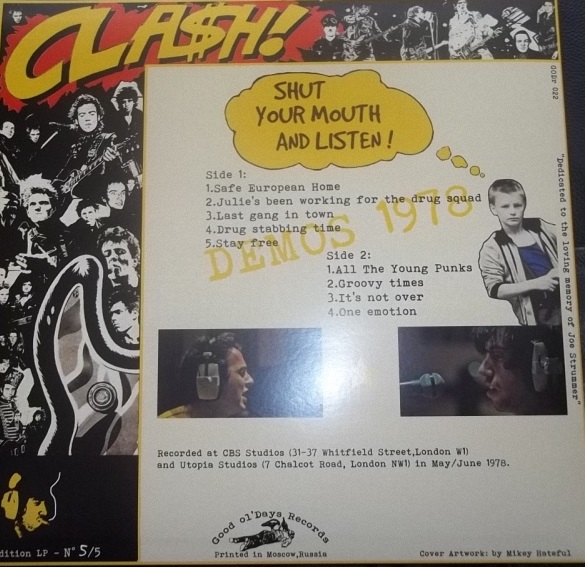 CLA$H!
SHUT
YOUR MOUTH
AND LISTEN!
GODr 022
"Dedicated to the loving memory of Joe Strummer"
DEMOS 1978
Side 1:
1.Safe European Home
2.Julie's been working for the drug squad
3.Last gang in town
4.Drug stabbing time
5.Stay free
Side 2:
1.All The Young Punks
2.Groovy times
3.It's not over
4.One emotion
Recorded at CBS Studios (31-37 Whitfield Street,London W1)
and Utopia Studios (7 Chalcot Road, London NW1) in May/June 1978.
Good ol'Days Records
Printed in Moscow,Russia
dition LP - N° 5/5
Cover Artwork: by Mikey Hateful